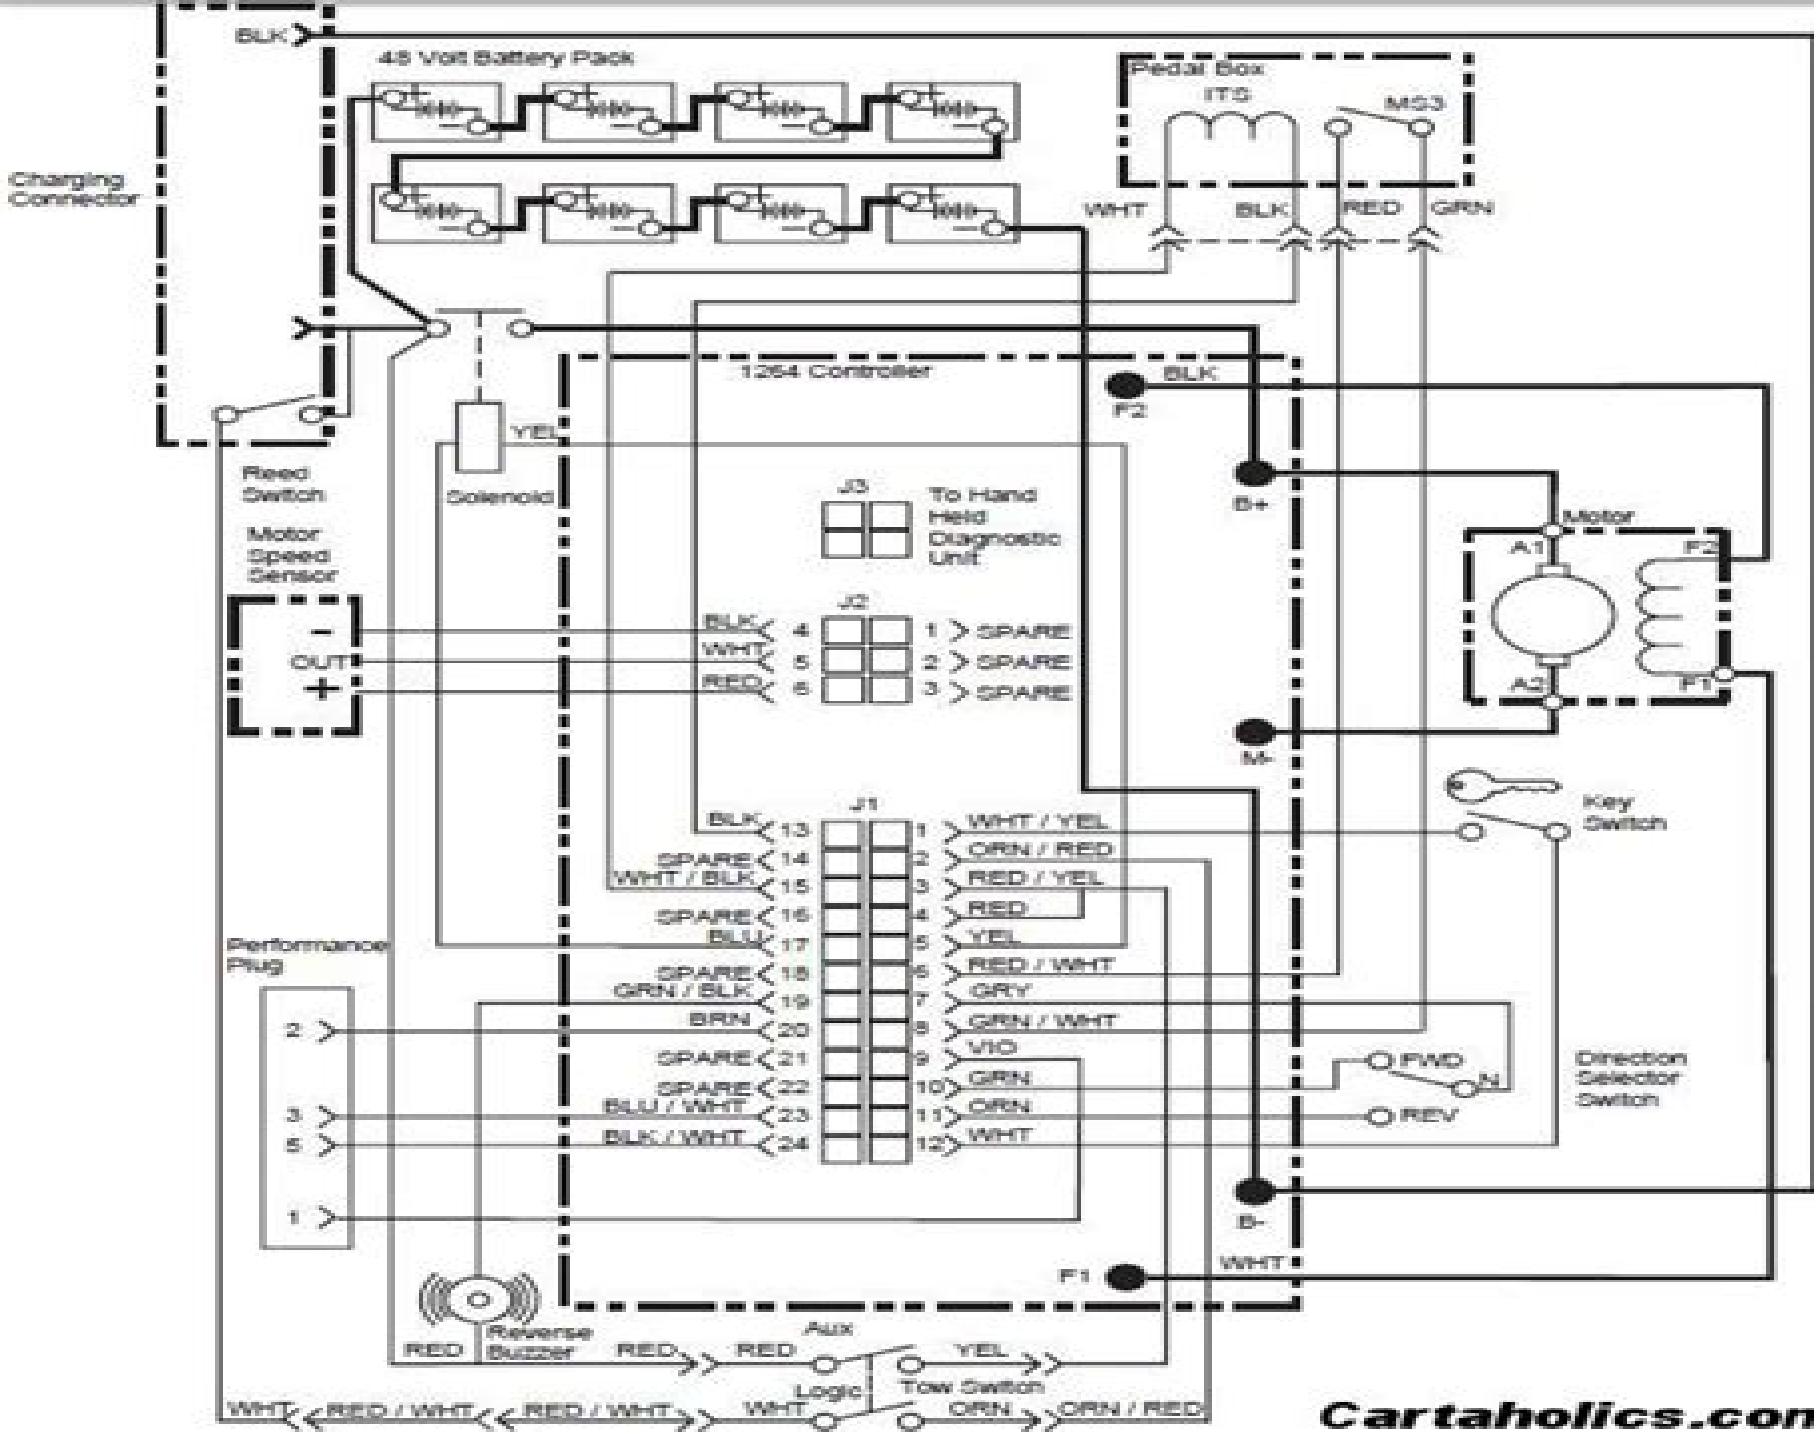 BLK
48 Volt Battery Pack
Pedal Box
ITS
MS3
Charging
Connector
WHT
BLK
RED
GRN
1264 Controller
BLK
F2
YEL
Reed
Switch
Solenoid
J3
To Hand
Held
Diagnostic
Unit
B+
Motor
A1
F2
Motor
Speed
Sensor
-
OUT
+
J2
BLK 4 1 SPARE
WHT 5 2 SPARE
RED 6 3 SPARE
A2
F1
M-
Key
Switch
J1
BLK 13 1 WHT / YEL
SPARE 14 2 ORN / RED
WHT / BLK 15 3 RED / YEL
SPARE 16 4 RED
BLU 17 5 YEL
SPARE 18 6 RED / WHT
GRN / BLK 19 7 GRY
BRN 20 8 GRN / WHT
SPARE 21 9 VIO
SPARE 22 10 GRN
BLU / WHT 23 11 ORN
BLK / WHT 24 12 WHT
Performance
Plug
2
3
5
1
FWD
N
REV
Direction
Selector
Switch
B-
WHT
F1
Reverse
Buzzer
Aux
RED
RED
RED
YEL
Logic
Tow Switch
WHT
RED / WHT
RED / WHT
WHT
ORN
ORN / RED
Cartaholics.com